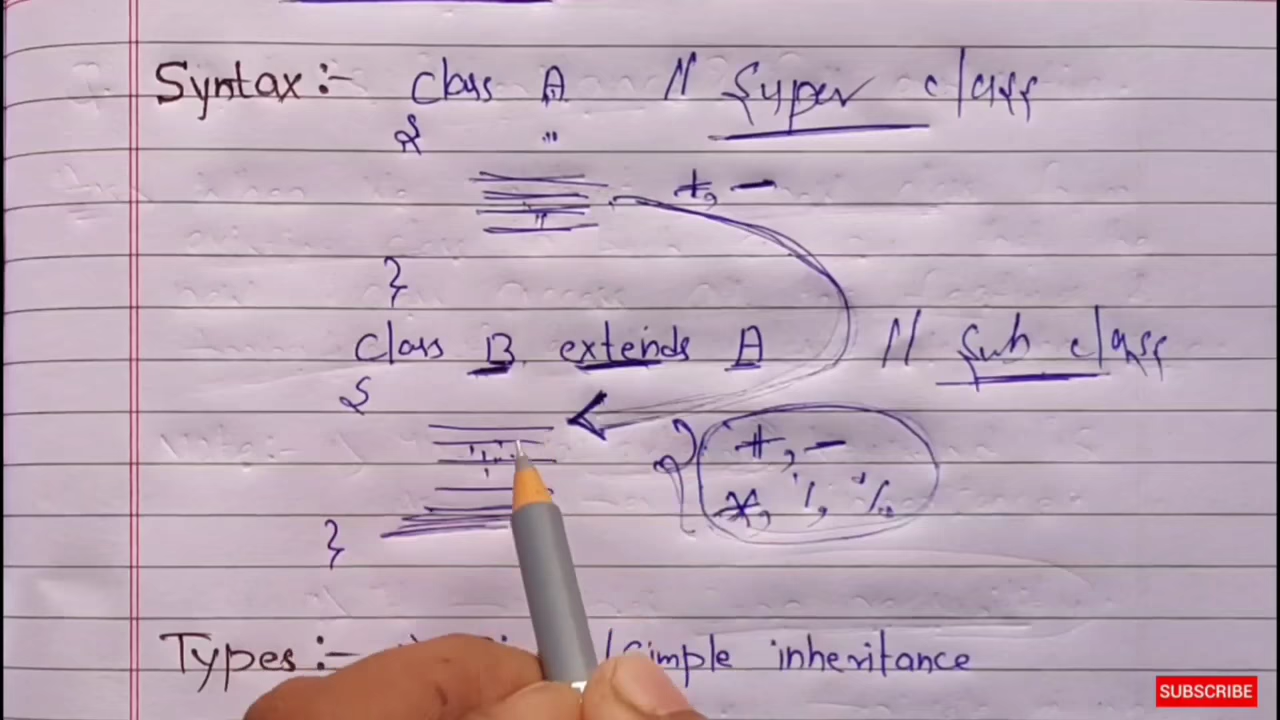 Syntax:- class A // Super class
{
+, -
}
class B extends A // Sub class
{
+, -
*, /, %
}
Types:- /simple inheritance
SUBSCRIBE